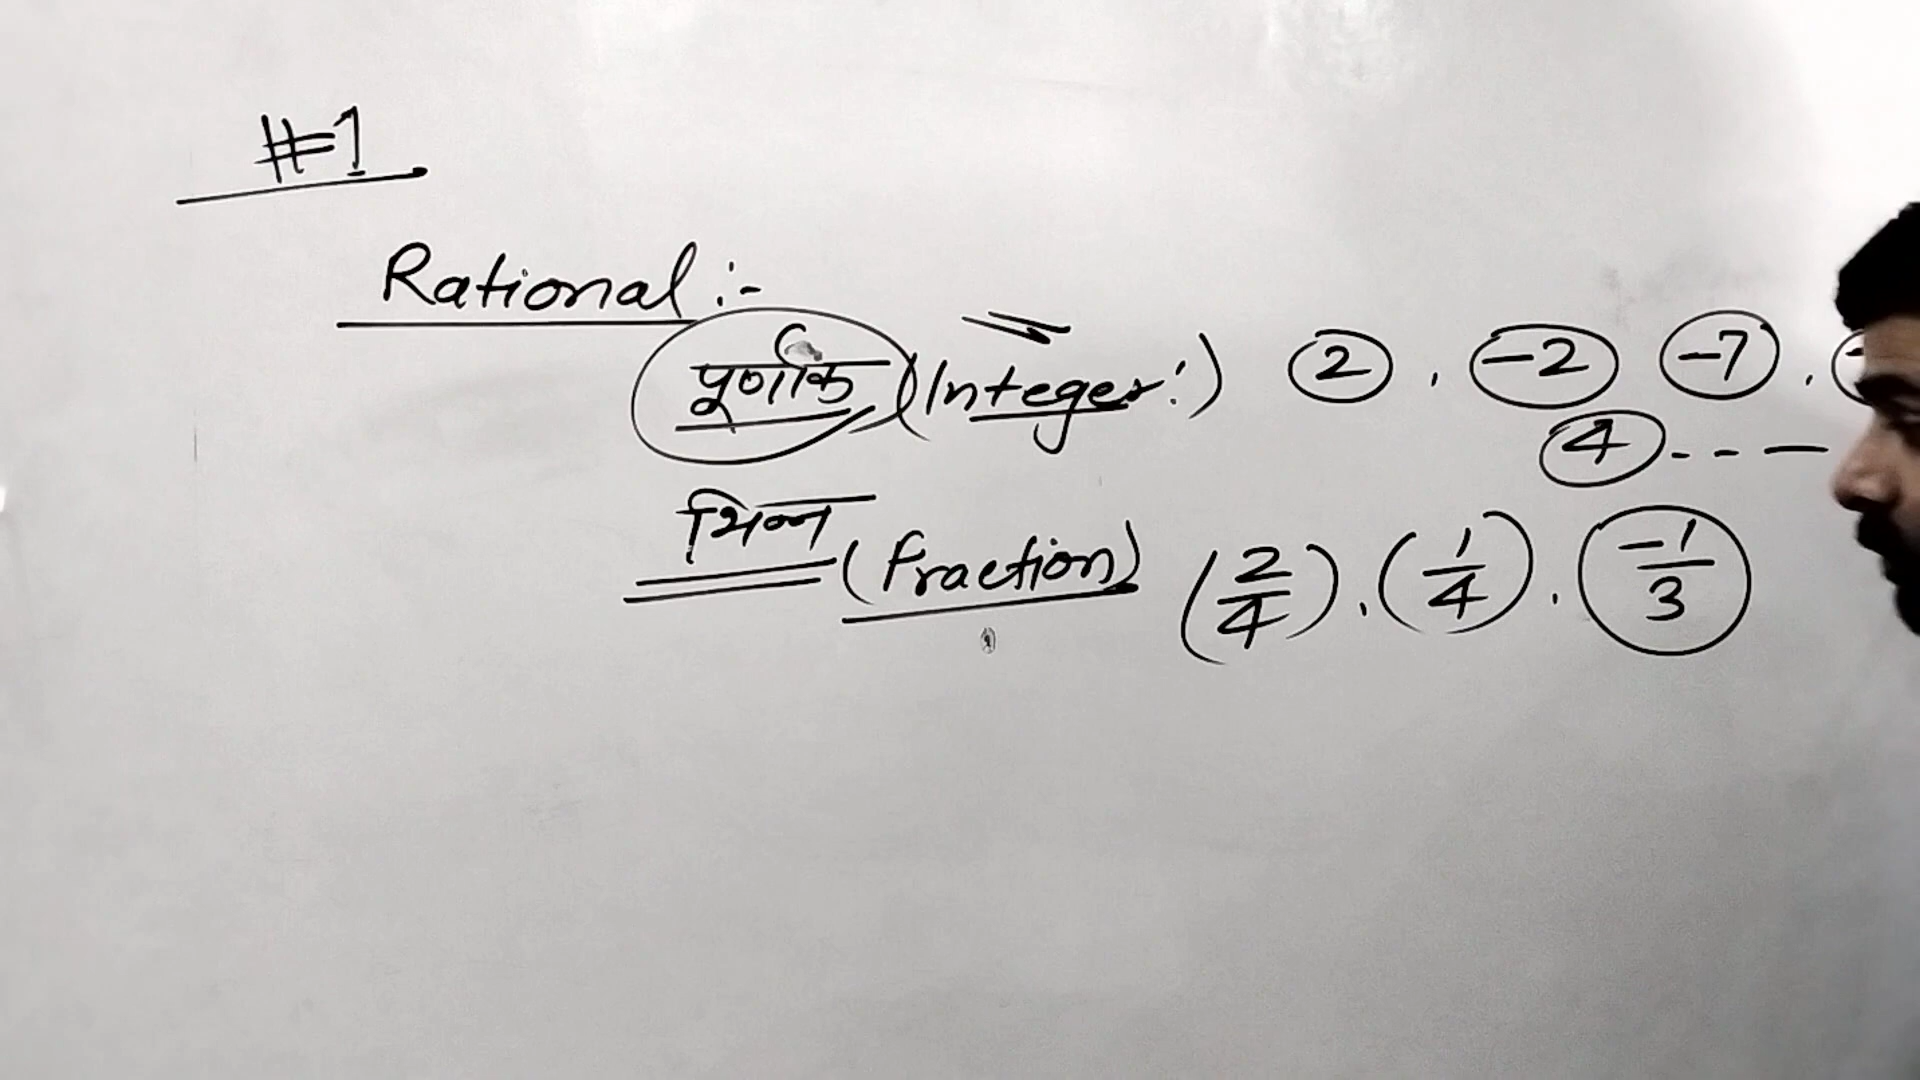 #1
Rational :-
पूर्णांक (Integer:) 2, -2 -7,
4 - - -
भिन्न (fraction) (2/4), (1/4), -1/3